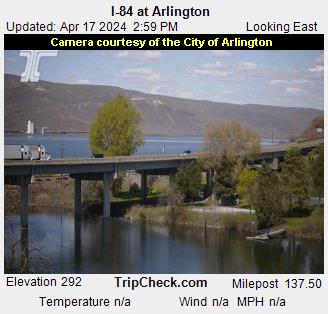 I-84 at Arlington
Updated: Apr 17 2024 2:59 PM Looking East
Camera courtesy of the City of Arlington
Elevation 292 TripCheck.com Milepost 137.50
Temperature n/a Wind n/a MPH n/a